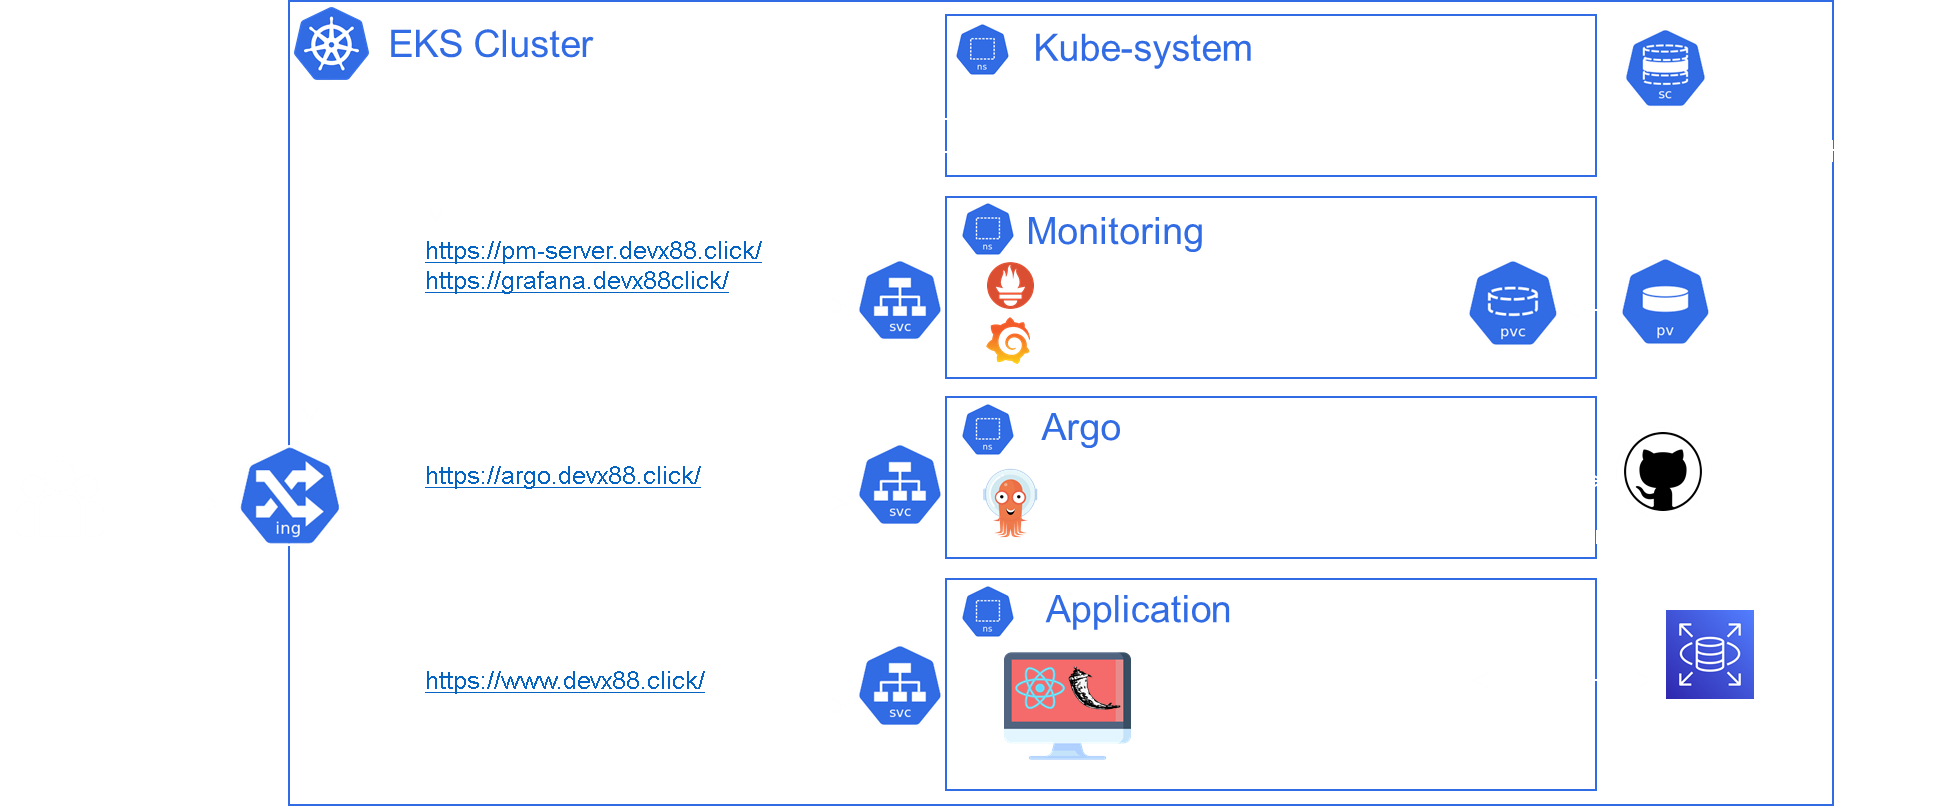 EKS Cluster
ns
Kube-system
sc
https://pm-server.devx88.click/
https://grafana.devx88click/
svc
ns
Monitoring
pvc
pv
ing
https://argo.devx88.click/
svc
ns
Argo
https://www.devx88.click/
svc
ns
Application